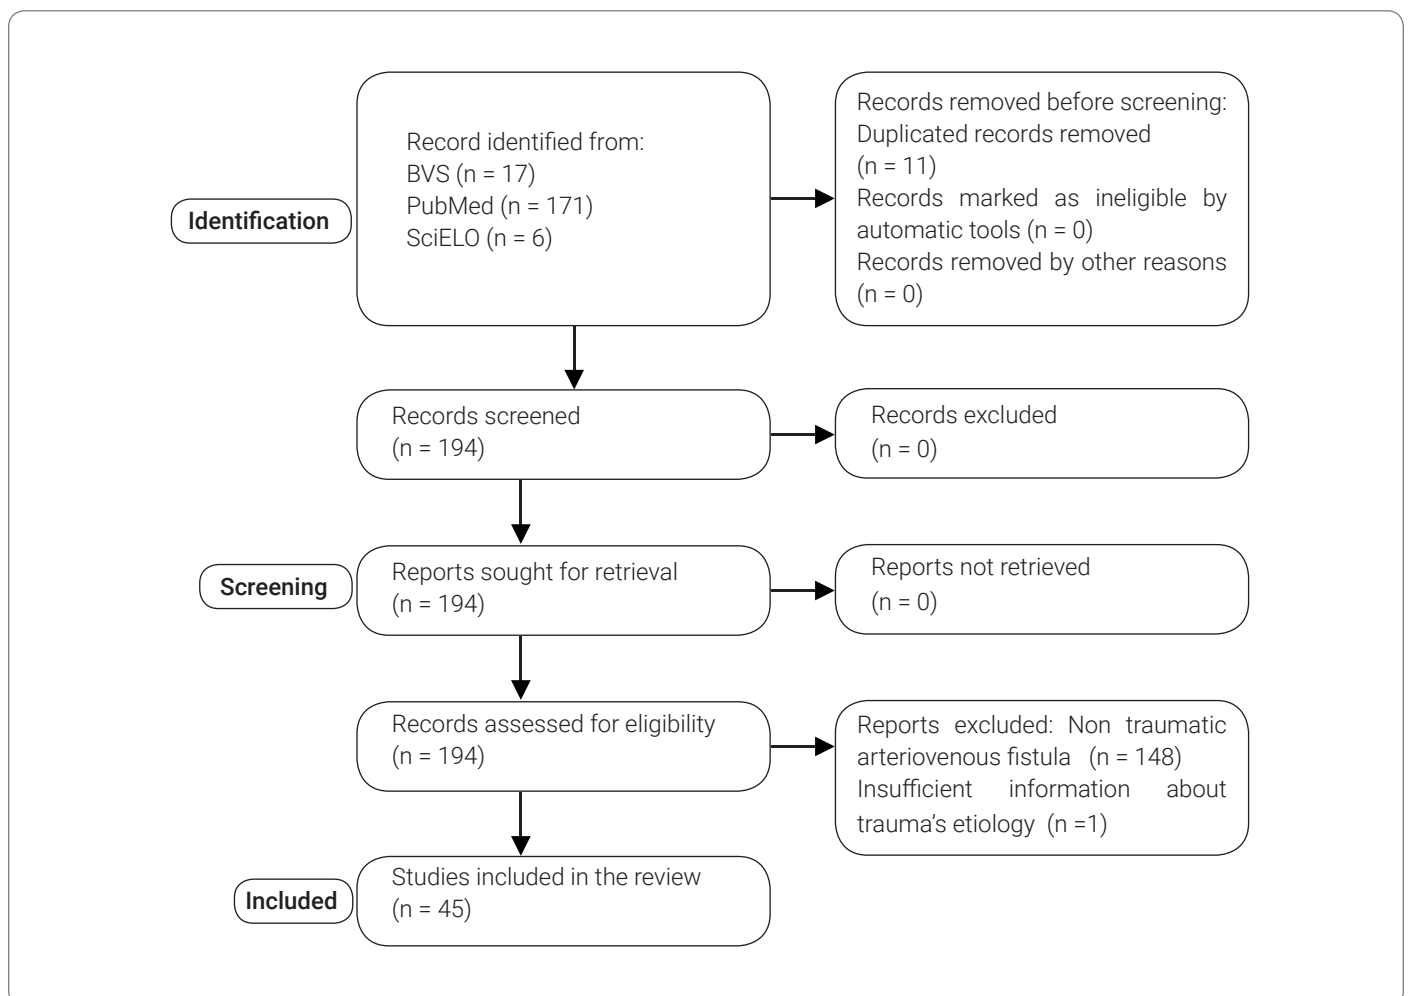 Record identified from:
BVS (n = 17)
PubMed (n = 171)
SciELO (n = 6)
Records removed before screening:
Duplicated records removed
(n = 11)
Records marked as ineligible by
automatic tools (n = 0)
Records removed by other reasons
(n = 0)
Identification
Records screened
(n = 194)
Records excluded
(n = 0)
Screening
Reports sought for retrieval
(n = 194)
Reports not retrieved
(n = 0)
Records assessed for eligibility
(n = 194)
Reports excluded: Non traumatic
arteriovenous fistula (n = 148)
Insufficient information about
trauma's etiology (n =1)
Included
Studies included in the review
(n = 45)